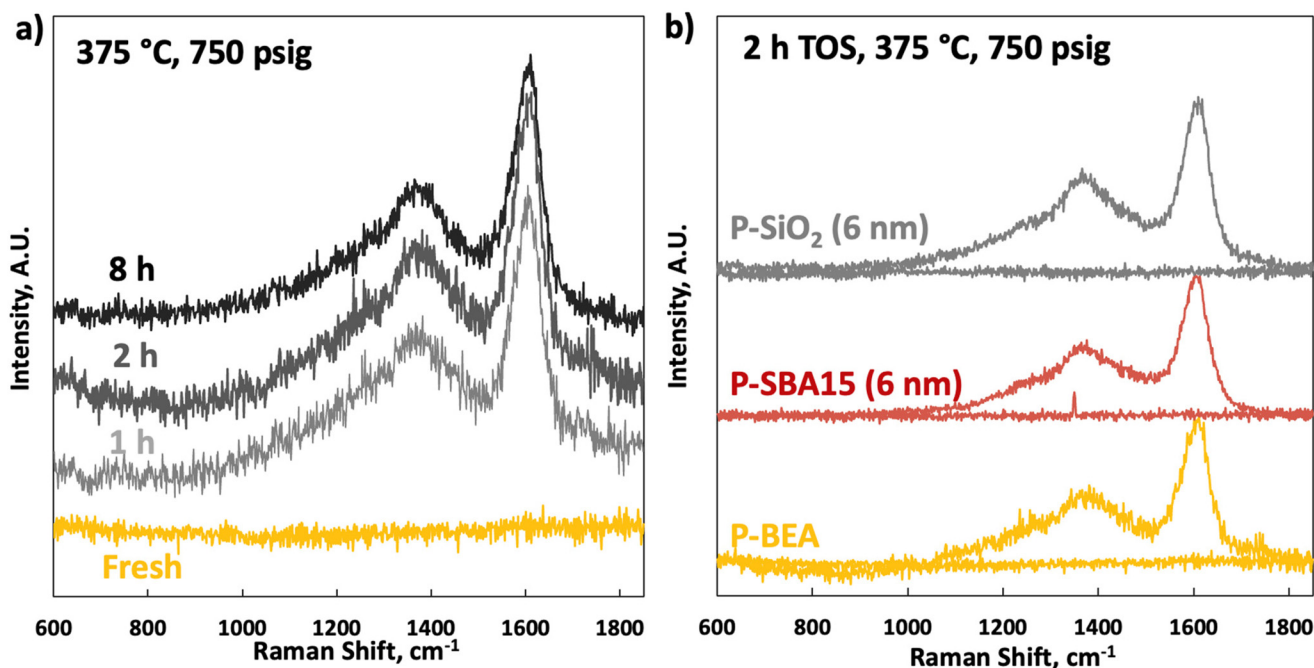 a)
375 °C, 750 psig
8 h
2 h
1 h
Fresh
Intensity, A.U.
600 800 1000 1200 1400 1600 1800
Raman Shift, cm⁻¹
b)
2 h TOS, 375 °C, 750 psig
P-SiO₂ (6 nm)
P-SBA15 (6 nm)
P-BEA
Intensity, A.U.
600 800 1000 1200 1400 1600 1800
Raman Shift, cm⁻¹